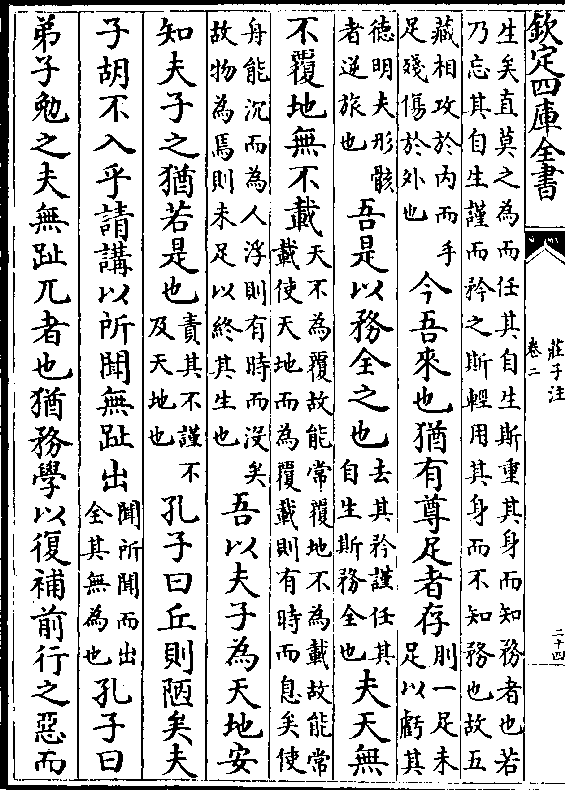 欽定四庫全書
莊子注
卷二
二十四
生矣直莫之為而任其自生斯重其身而知務者也若
乃忘其自生謹而矜之斯輕用其身而不知務也故五
藏相攻於内而手
足殘傷於外也
今吾來也猶有尊足者存
則一足未
足以虧其
德明夫形骸
者逆旅也
吾是以務全之也
去其矜謹任其
自生斯務全也
夫天無
不覆地無不載
天不為覆故能常覆地不為載故能常
載使天地而為覆載則有時而息矣使
舟能沉而為人浮則有時而沒矣
故物為焉則未足以終其生也
吾以夫子為天地安
知夫子之猶若是也
責其不謹不
及天地也
孔子曰丘則陋矣夫
子胡不入乎請講以所聞無趾出
聞所聞而出
全其無為也
孔子曰
弟子勉之夫無趾兀者也猶務學以復補前行之惡而